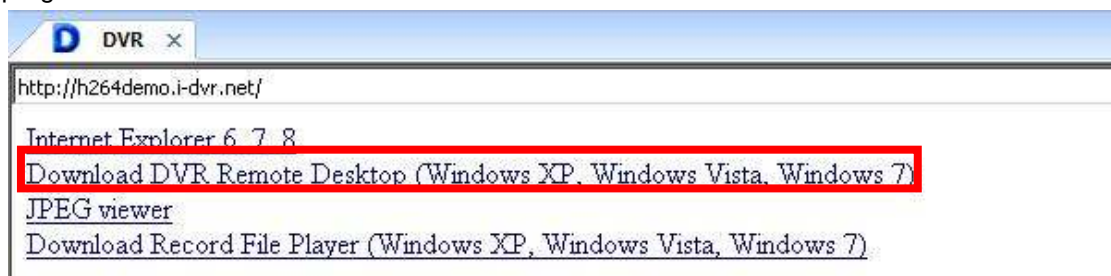 DVR
http://h264demo.i-dvr.net/
Internet Explorer 6, 7, 8
Download DVR Remote Desktop (Windows XP, Windows Vista, Windows 7)
JPEG viewer
Download Record File Player (Windows XP, Windows Vista, Windows 7)